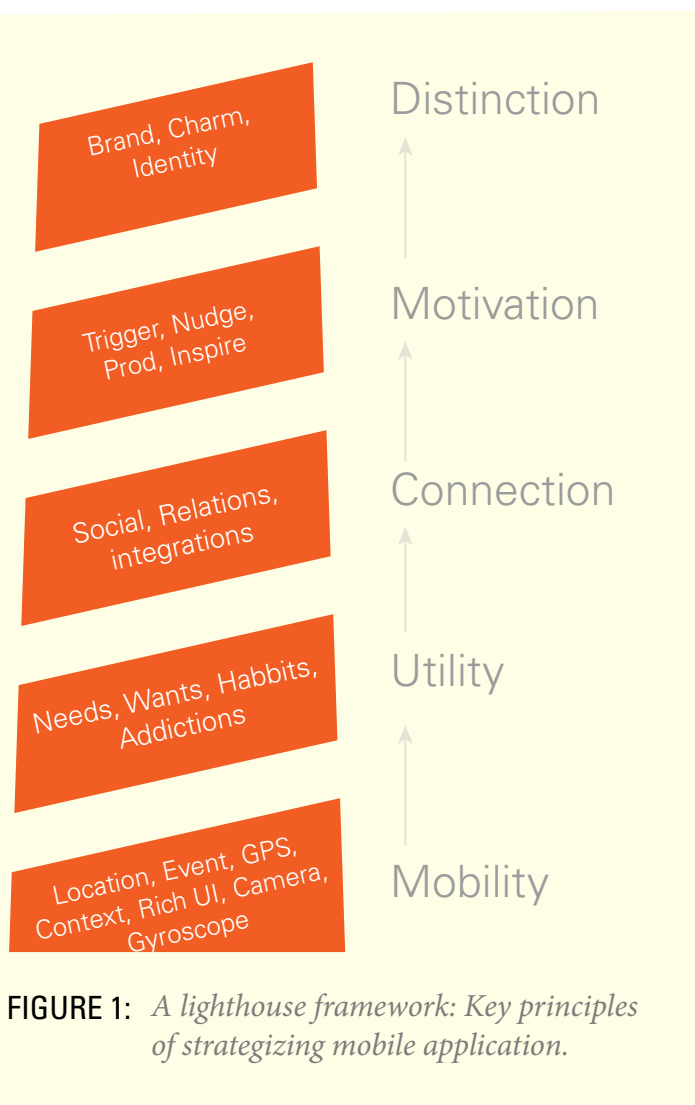 Brand, Charm,
Identity
Distinction
Trigger, Nudge,
Prod, Inspire
Motivation
Social, Relations,
integrations
Connection
Needs, Wants, Habbits,
Addictions
Utility
Location, Event, GPS,
Context, Rich UI, Camera,
Gyroscope
Mobility
FIGURE 1: A lighthouse framework: Key principles
of strategizing mobile application.